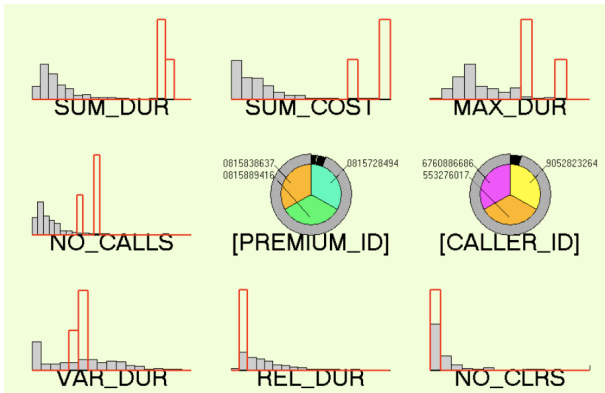 SUM_DUR
SUM_COST
MAX_DUR
NO_CALLS
0815838637
0815889416
0815728494
[PREMIUM_ID]
6760886686
553276017
9052823264
[CALLER_ID]
VAR_DUR
REL_DUR
NO_CLRS